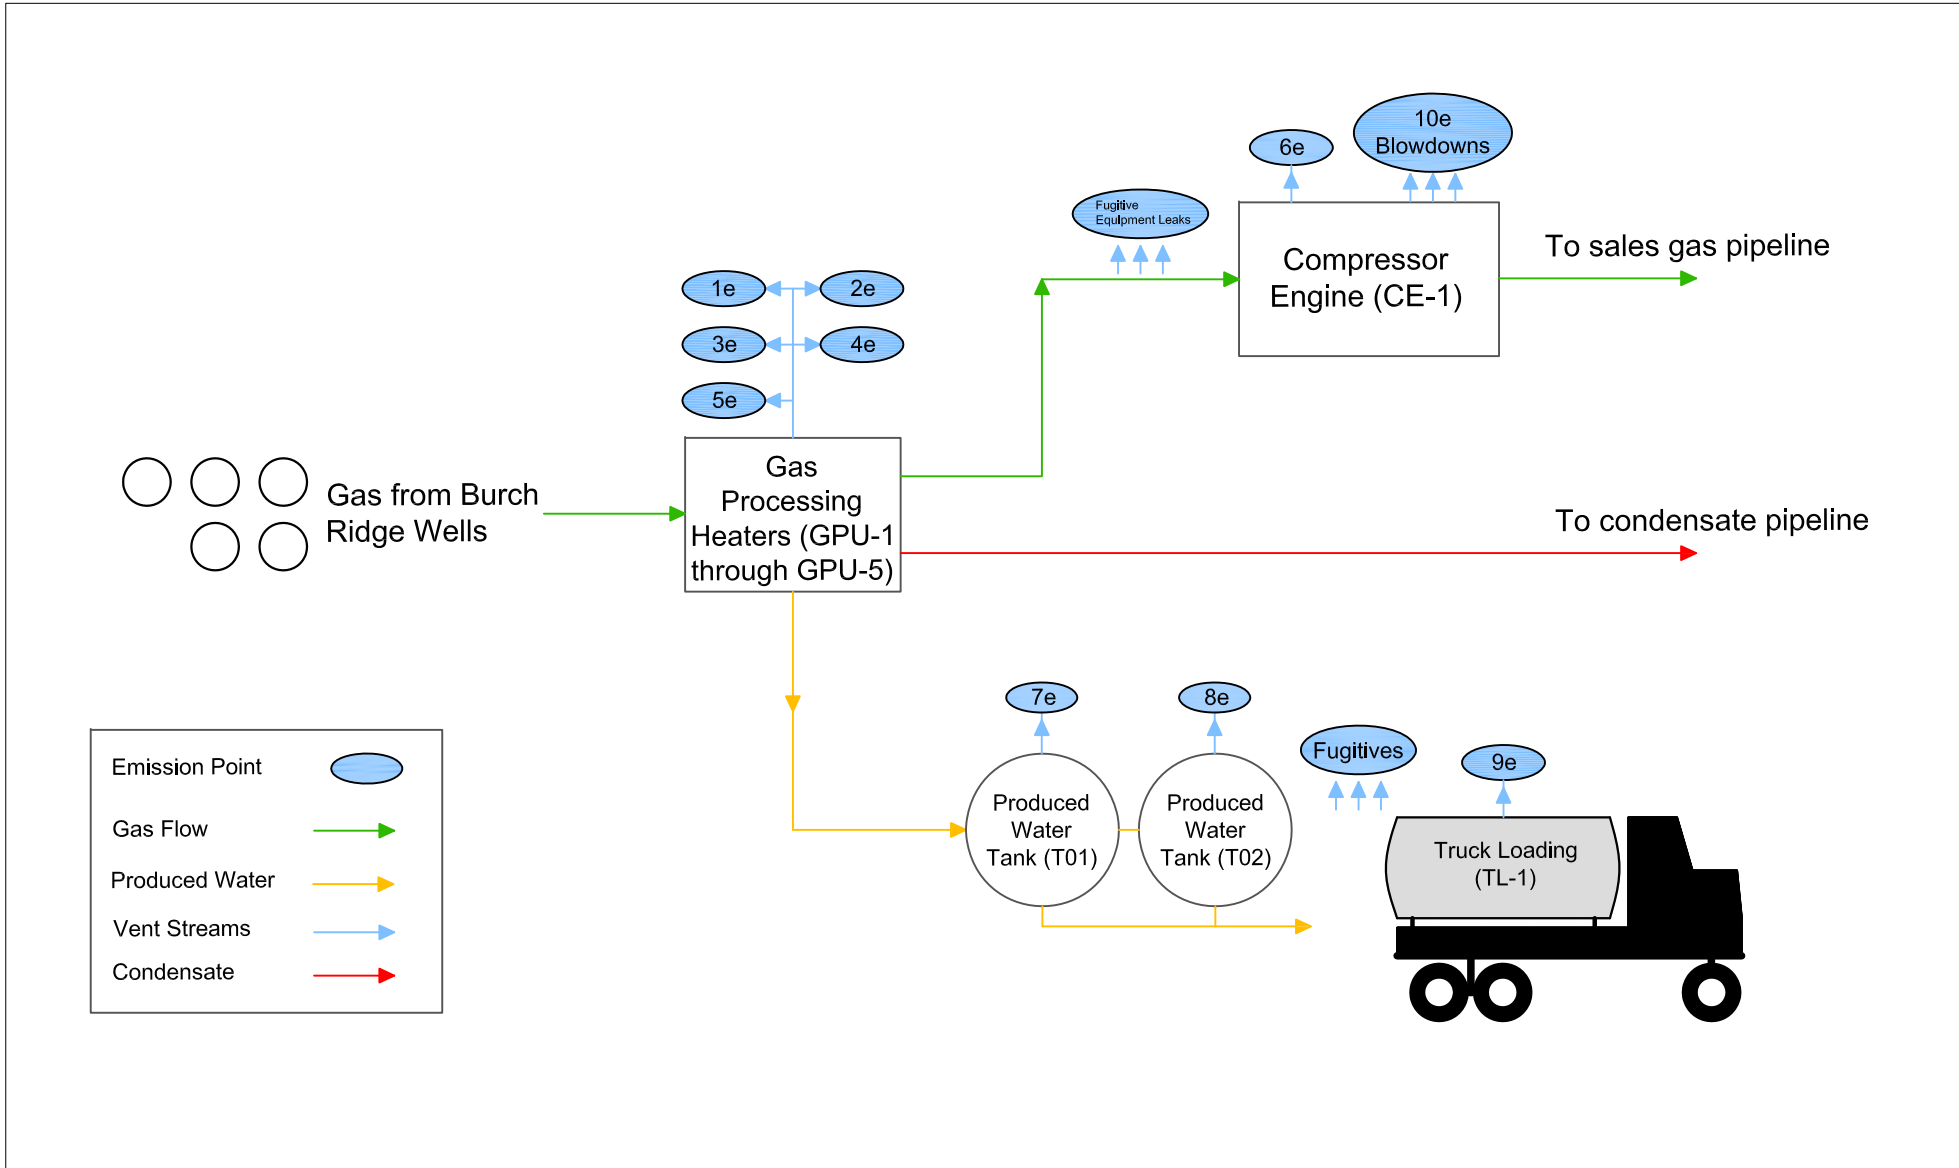 10e
Blowdowns
6e
Fugitive
Equipment Leaks
Compressor
Engine (CE-1)
To sales gas pipeline
1e
2e
3e
4e
5e
Gas
Processing
Heaters (GPU-1
through GPU-5)
Gas from Burch
Ridge Wells
To condensate pipeline
7e
8e
Fugitives
9e
Produced
Water
Tank (T01)
Produced
Water
Tank (T02)
Truck Loading
(TL-1)
Emission Point
Gas Flow
Produced Water
Vent Streams
Condensate